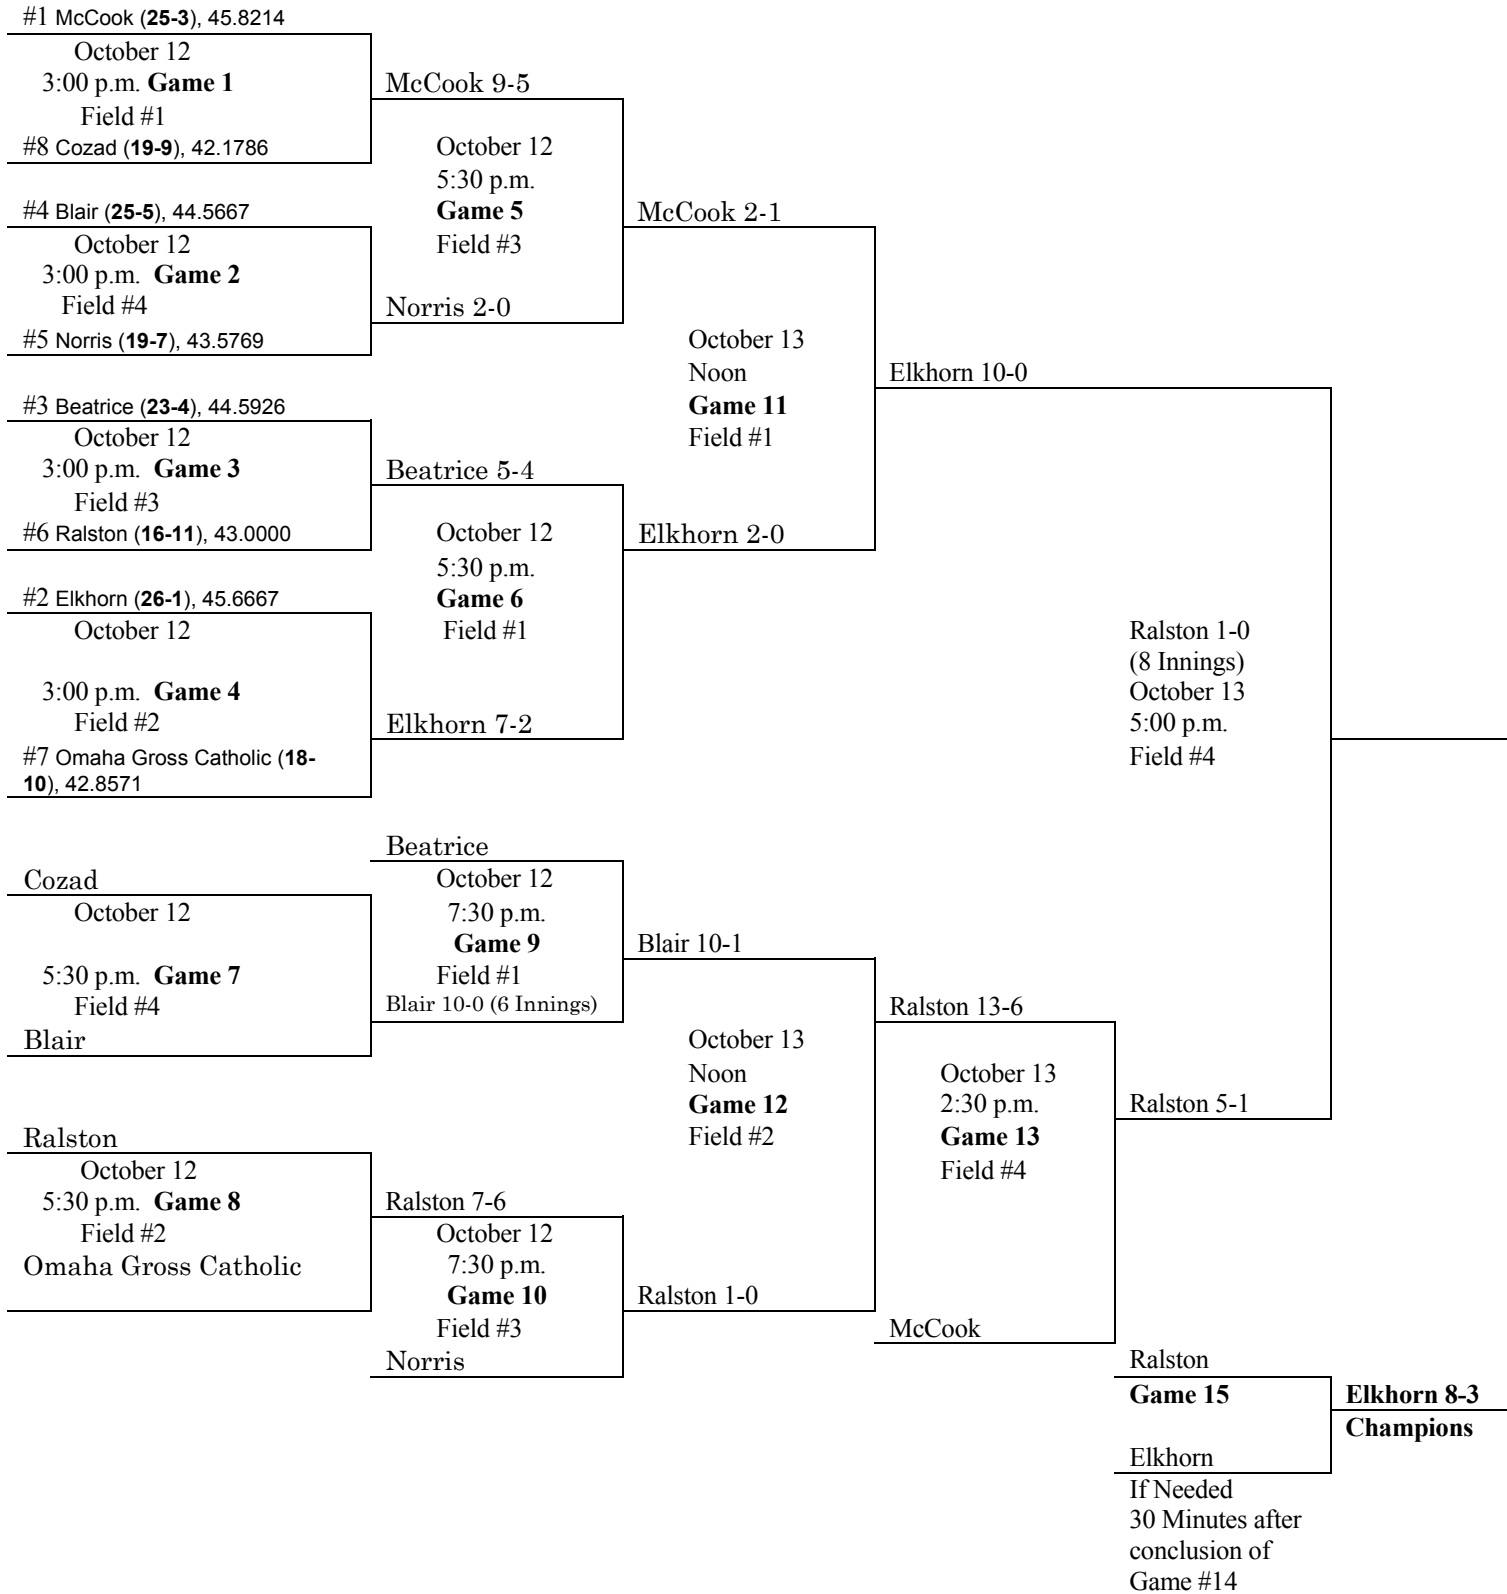 #1 McCook (25-3), 45.8214
October 12
3:00 p.m. Game 1
Field #1
#8 Cozad (19-9), 42.1786
McCook 9-5
October 12
5:30 p.m.
Game 5
Field #3
#4 Blair (25-5), 44.5667
October 12
3:00 p.m. Game 2
Field #4
#5 Norris (19-7), 43.5769
Norris 2-0
McCook 2-1
October 13
Noon
Game 11
Field #1
#3 Beatrice (23-4), 44.5926
October 12
3:00 p.m. Game 3
Field #3
#6 Ralston (16-11), 43.0000
Beatrice 5-4
October 12
5:30 p.m.
Game 6
Field #1
#2 Elkhorn (26-1), 45.6667
October 12
3:00 p.m. Game 4
Field #2
#7 Omaha Gross Catholic (18-
10), 42.8571
Elkhorn 7-2
Elkhorn 2-0
Elkhorn 10-0
Ralston 1-0
(8 Innings)
October 13
5:00 p.m.
Field #4
Cozad
October 12
5:30 p.m. Game 7
Field #4
Blair
Beatrice
October 12
7:30 p.m.
Game 9
Field #1
Blair 10-0 (6 Innings)
Blair 10-1
October 13
Noon
Game 12
Field #2
Ralston
October 12
5:30 p.m. Game 8
Field #2
Omaha Gross Catholic
Ralston 7-6
October 12
7:30 p.m.
Game 10
Field #3
Norris
Ralston 1-0
Ralston 13-6
October 13
2:30 p.m.
Game 13
Field #4
McCook
Ralston 5-1
Ralston
Game 15
Elkhorn
If Needed
30 Minutes after
conclusion of
Game #14
Elkhorn 8-3
Champions